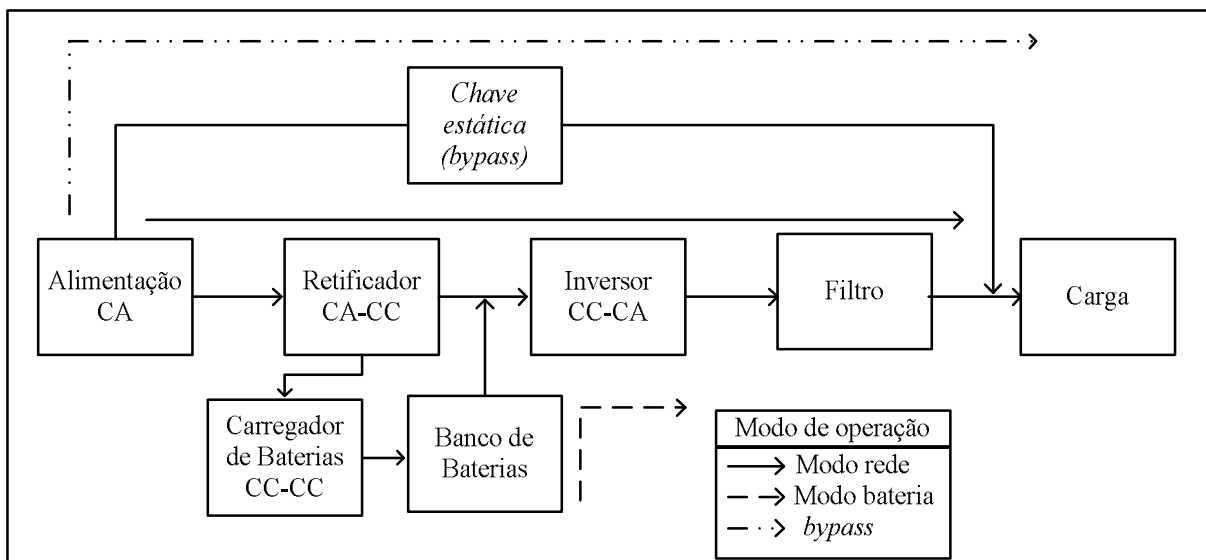 Chave
estática
(bypass)
Alimentação
CA
Retificador
CA-CC
Inversor
CC-CA
Filtro
Carga
Carregador
de Baterias
CC-CC
Banco de
Baterias
Modo de operação
Modo rede
Modo bateria
bypass